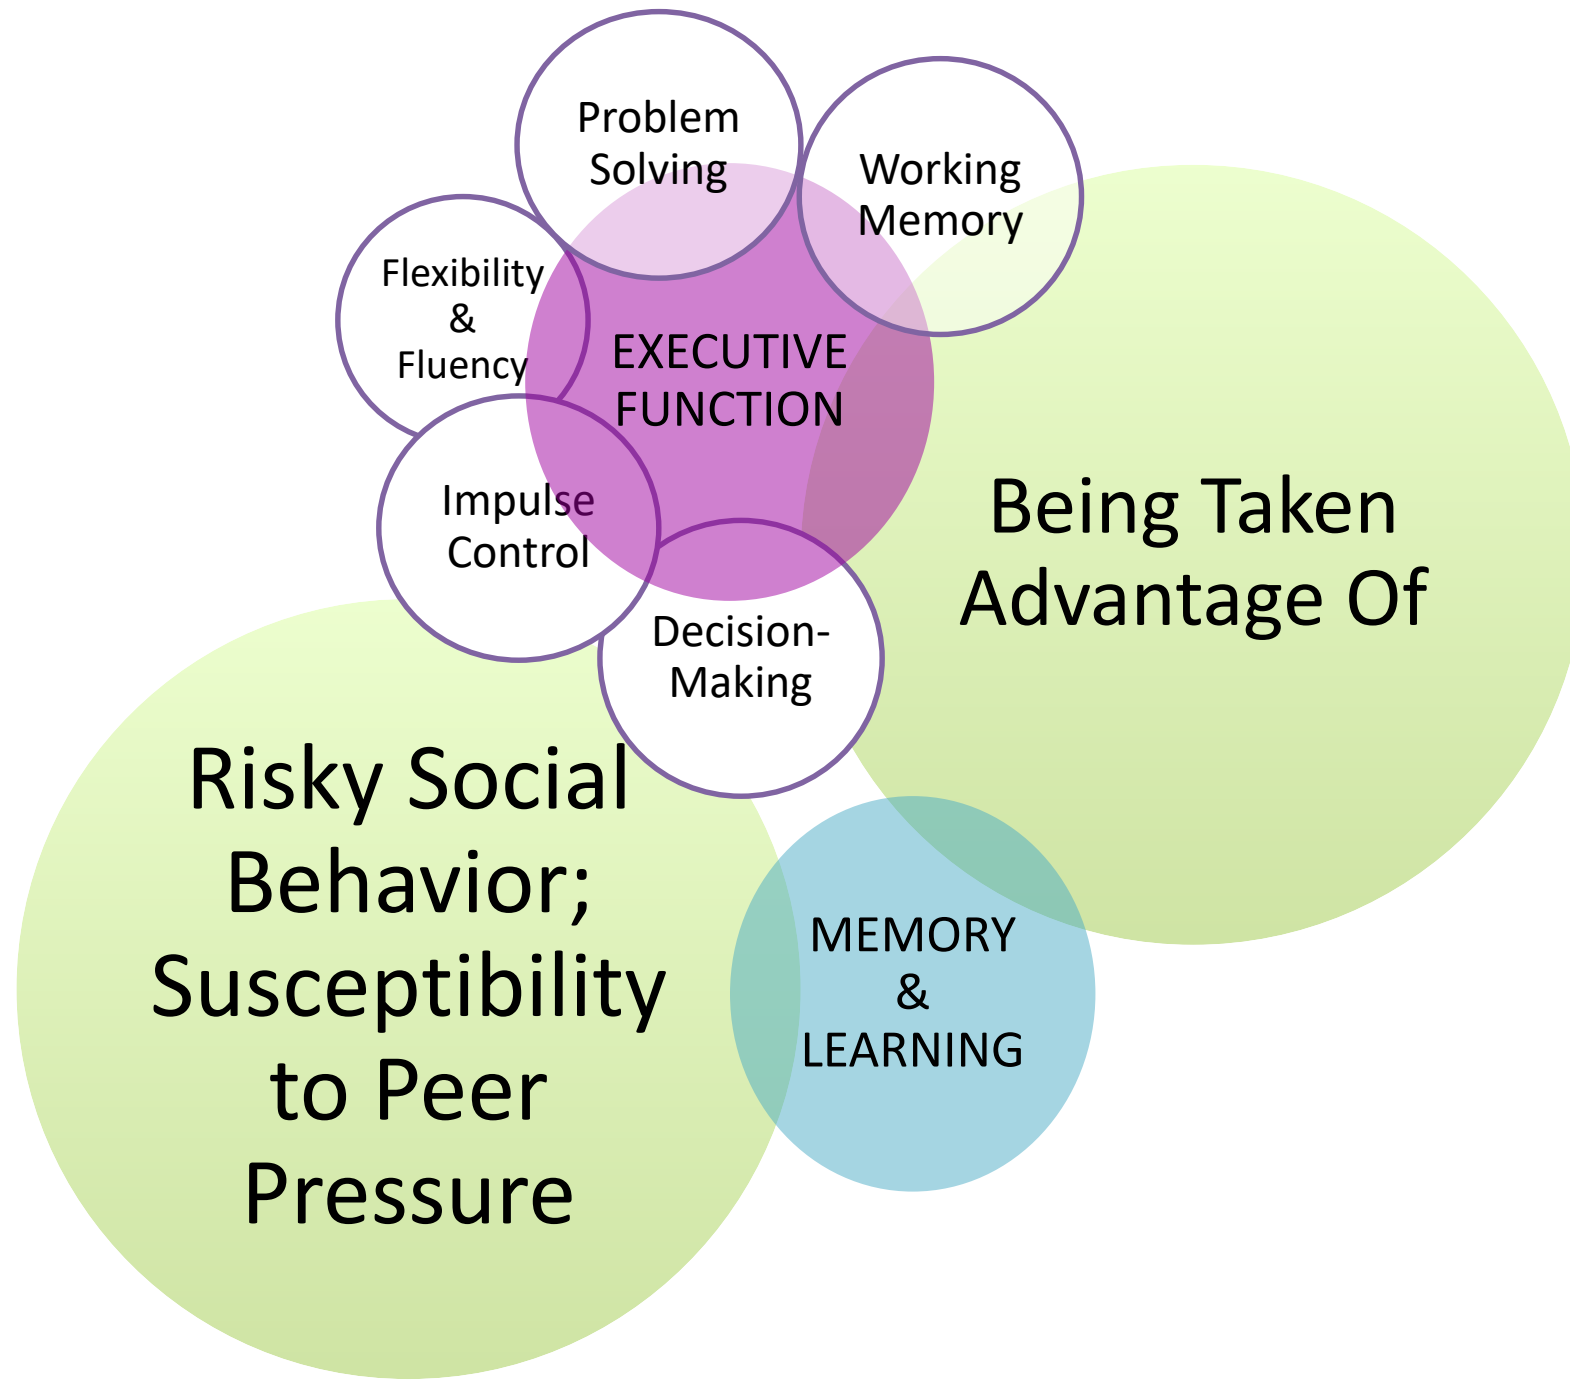 Problem
Solving
Working
Memory
Flexibility
&
Fluency
EXECUTIVE
FUNCTION
Impulse
Control
Being Taken
Advantage Of
Decision-
Making
Risky Social
Behavior;
Susceptibility
to Peer
Pressure
MEMORY
&
LEARNING